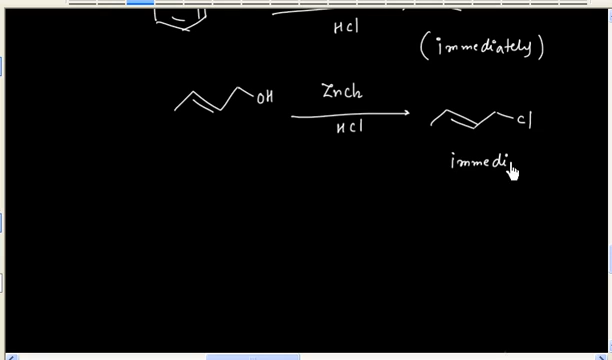 HCl
(immediately)
OH
ZnCl2
HCl
Cl
immedi